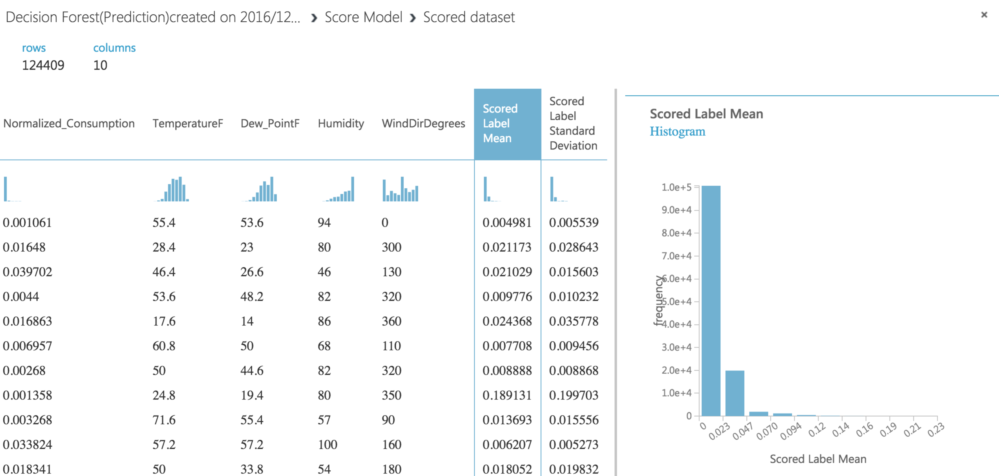 Decision Forest(Prediction)created on 2016/12... › Score Model › Scored dataset ×
rows columns
124409 10
Normalized_Consumption TemperatureF Dew_PointF Humidity WindDirDegrees Scored Label Mean Scored Label Standard Deviation
0.001061 55.4 53.6 94 0 0.004981 0.005539
0.01648 28.4 23 80 300 0.021173 0.028643
0.039702 46.4 26.6 46 130 0.021029 0.015603
0.0044 53.6 48.2 82 320 0.009776 0.010232
0.016863 17.6 14 86 360 0.024368 0.035778
0.006957 60.8 50 68 110 0.007708 0.009456
0.00268 50 44.6 82 320 0.008888 0.008868
0.001358 24.8 19.4 80 350 0.189131 0.199703
0.003268 71.6 55.4 57 90 0.013693 0.015556
0.033824 57.2 57.2 100 160 0.006207 0.005273
0.018341 50 33.8 54 180 0.018052 0.019832
Scored Label Mean
Histogram
1.0e+5
9.0e+4
8.0e+4
7.0e+4
6.0e+4
5.0e+4
4.0e+4
3.0e+4
2.0e+4
1.0e+4
0
frequency
0 0.023 0.047 0.070 0.094 0.12 0.14 0.16 0.19 0.21 0.23
Scored Label Mean